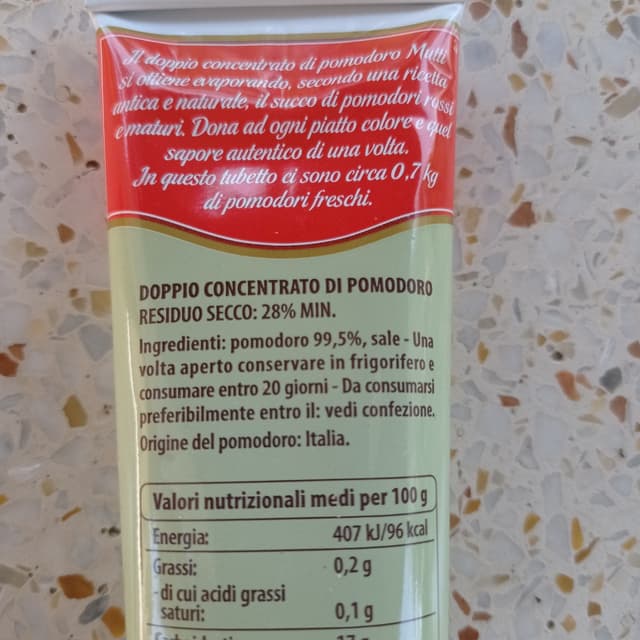 Il doppio concentrato di pomodoro Mutti
si ottiene evaporando, secondo una ricetta
antica e naturale, il succo di pomodori rossi
e maturi. Dona ad ogni piatto colore e quel
sapore autentico di una volta.
In questo tubetto ci sono circa 0,7 kg
di pomodori freschi.
DOPPIO CONCENTRATO DI POMODORO
RESIDUO SECCO: 28% MIN.
Ingredienti: pomodoro 99,5%, sale - Una
volta aperto conservare in frigorifero e
consumare entro 20 giorni - Da consumarsi
preferibilmente entro il: vedi confezione.
Origine del pomodoro: Italia.
Valori nutrizionali medi per 100 g
Energia: 407 kJ/96 kcal
Grassi: 0,2 g
- di cui acidi grassi
saturi: 0,1 g